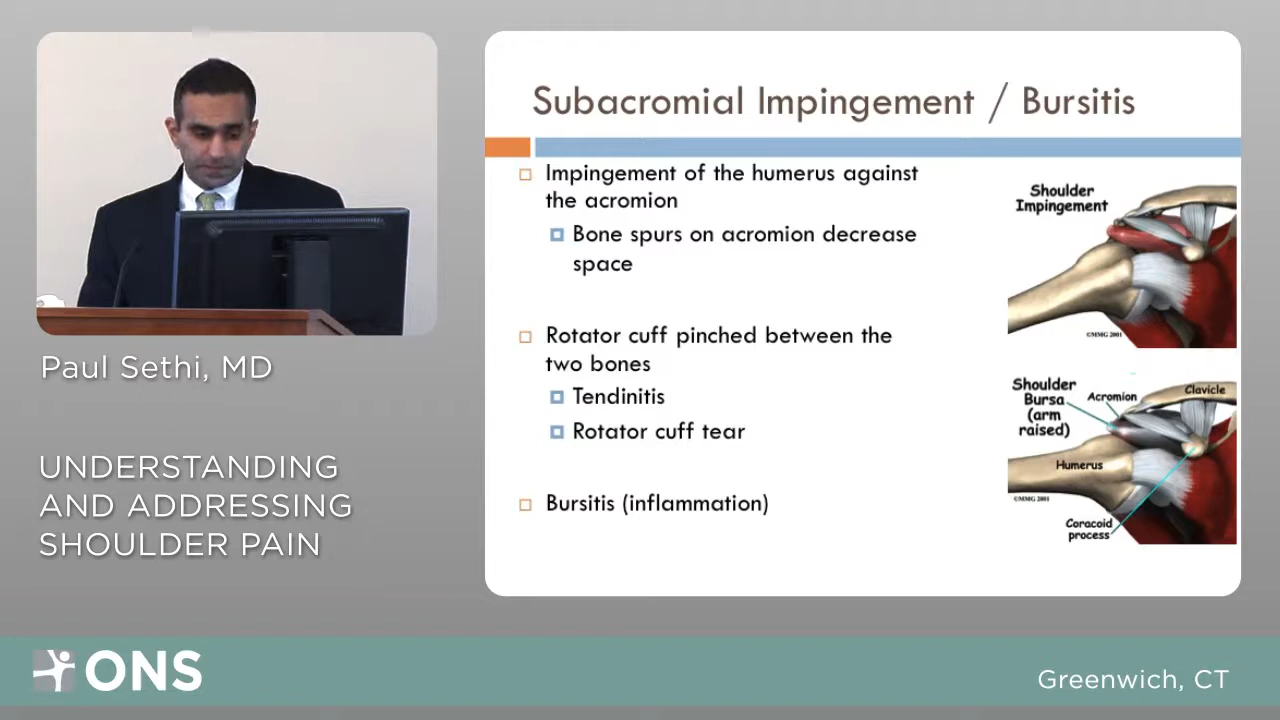 Subacromial Impingement / Bursitis
Impingement of the humerus against
the acromion
Bone spurs on acromion decrease
space
Rotator cuff pinched between the
two bones
Tendinitis
Rotator cuff tear
Bursitis (inflammation)
Shoulder
Impingement
©MMG 2001
Shoulder
Bursa
(arm
raised)
Acromion
Clavicle
Humerus
©MMG 2001
Coracoid
process
Paul Sethi, MD
UNDERSTANDING
AND ADDRESSING
SHOULDER PAIN
ONS
Greenwich, CT